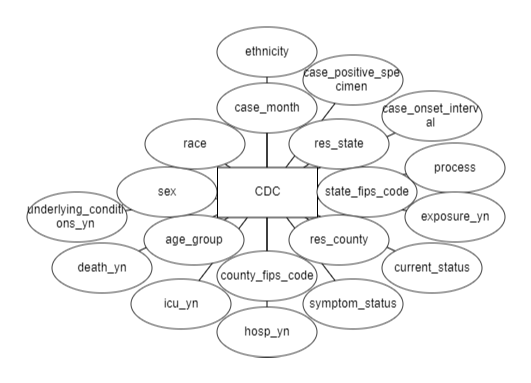 ethnicity
case_positive_spe
cimen
case_month
case_onset_interv
al
race
res_state
process
sex
CDC
state_fips_code
underlying_conditi
ons_yn
exposure_yn
age_group
res_county
death_yn
county_fips_code
current_status
icu_yn
symptom_status
hosp_yn